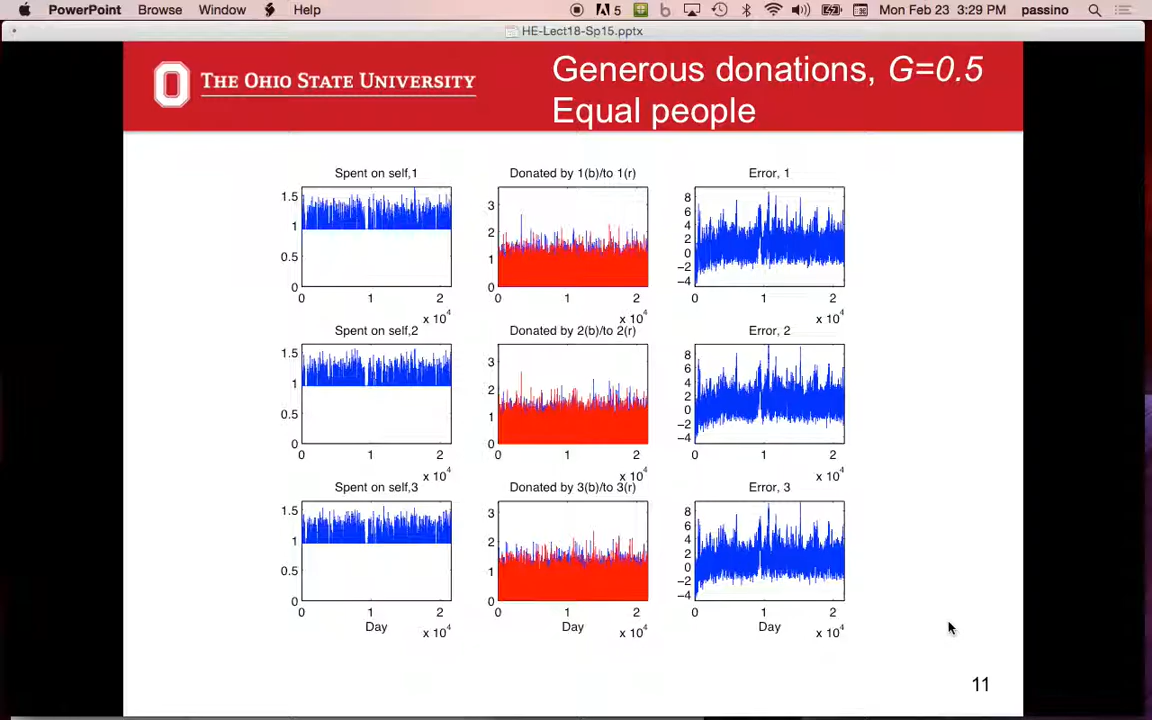 PowerPoint Browse Window Help 5 Mon Feb 23 3:29 PM passino
HE-Lect18-Sp15.pptx
O THE OHIO STATE UNIVERSITY
Generous donations, G=0.5
Equal people
Spent on self,1 Donated by 1(b)/to 1(r) Error, 1
1.5 1 0.5 0
3 2 1 0
8 6 4 2 0 −2 −4
0 1 2 0 1 2 0 1 2
x 10^4 x 10^4 x 10^4
Spent on self,2 Donated by 2(b)/to 2(r) Error, 2
1.5 1 0.5 0
3 2 1 0
8 6 4 2 0 −2 −4
0 1 2 0 1 2 0 1 2
x 10^4 x 10^4 x 10^4
Spent on self,3 Donated by 3(b)/to 3(r) Error, 3
1.5 1 0.5 0
3 2 1 0
8 6 4 2 0 −2 −4
0 1 2 0 1 2 0 1 2
Day Day Day
x 10^4 x 10^4 x 10^4
11